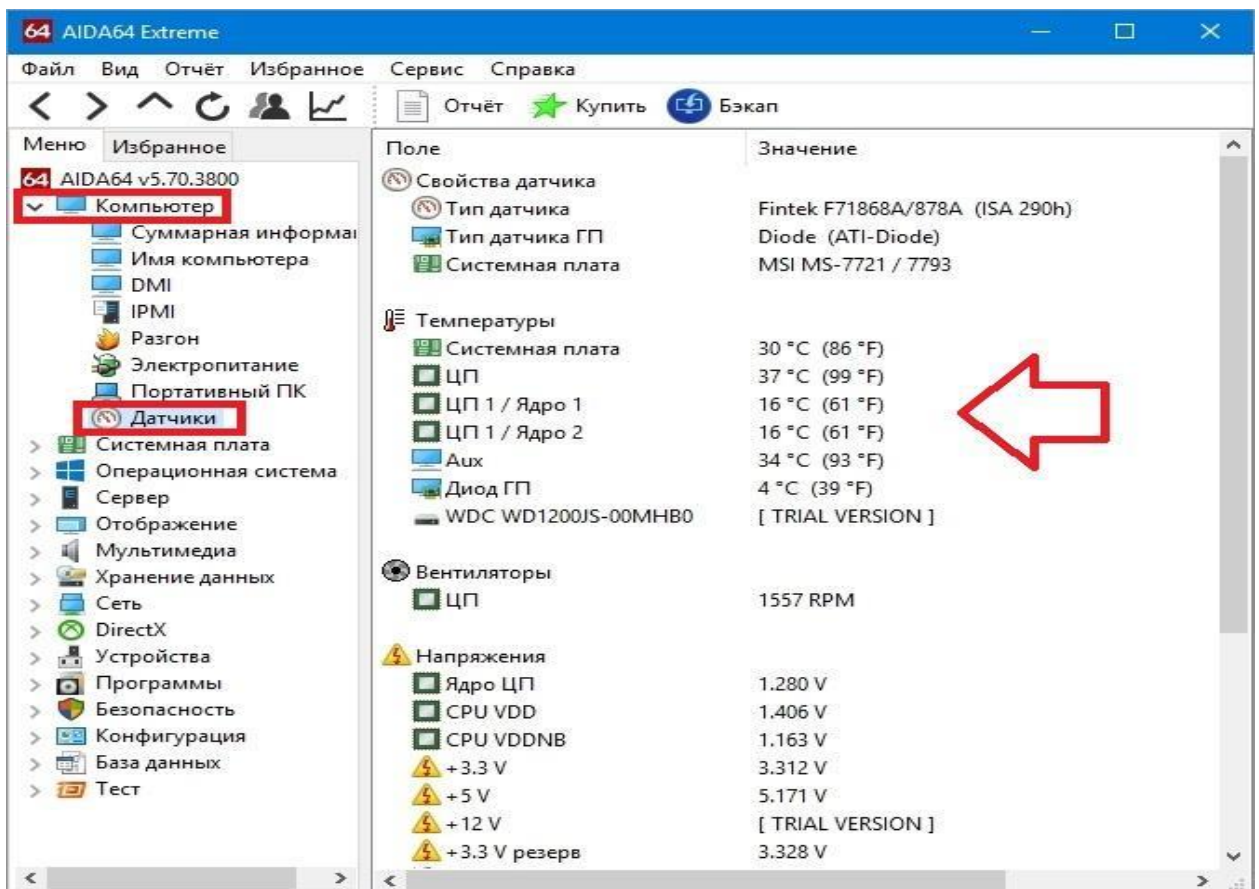 64 AIDA64 Extreme
Файл Вид Отчёт Избранное Сервис Справка
Отчёт Купить Бэкап
Меню Избранное
64 AIDA64 v5.70.3800
Компьютер
Суммарная информаі
Имя компьютера
DMI
IPMI
Разгон
Электропитание
Портативный ПК
Датчики
Системная плата
Операционная система
Сервер
Отображение
Мультимедиа
Хранение данных
Сеть
DirectX
Устройства
Программы
Безопасность
Конфигурация
База данных
Тест
Поле Значение
Свойства датчика
Тип датчика Fintek F71868A/878A (ISA 290h)
Тип датчика ГП Diode (ATI-Diode)
Системная плата MSI MS-7721 / 7793
Температуры
Системная плата 30 °C (86 °F)
ЦП 37 °C (99 °F)
ЦП 1 / Ядро 1 16 °C (61 °F)
ЦП 1 / Ядро 2 16 °C (61 °F)
Aux 34 °C (93 °F)
Диод ГП 4 °C (39 °F)
WDC WD1200JS-00MHB0 [ TRIAL VERSION ]
Вентиляторы
ЦП 1557 RPM
Напряжения
Ядро ЦП 1.280 V
CPU VDD 1.406 V
CPU VDDNB 1.163 V
+3.3 V 3.312 V
+5 V 5.171 V
+12 V [ TRIAL VERSION ]
+3.3 V резерв 3.328 V